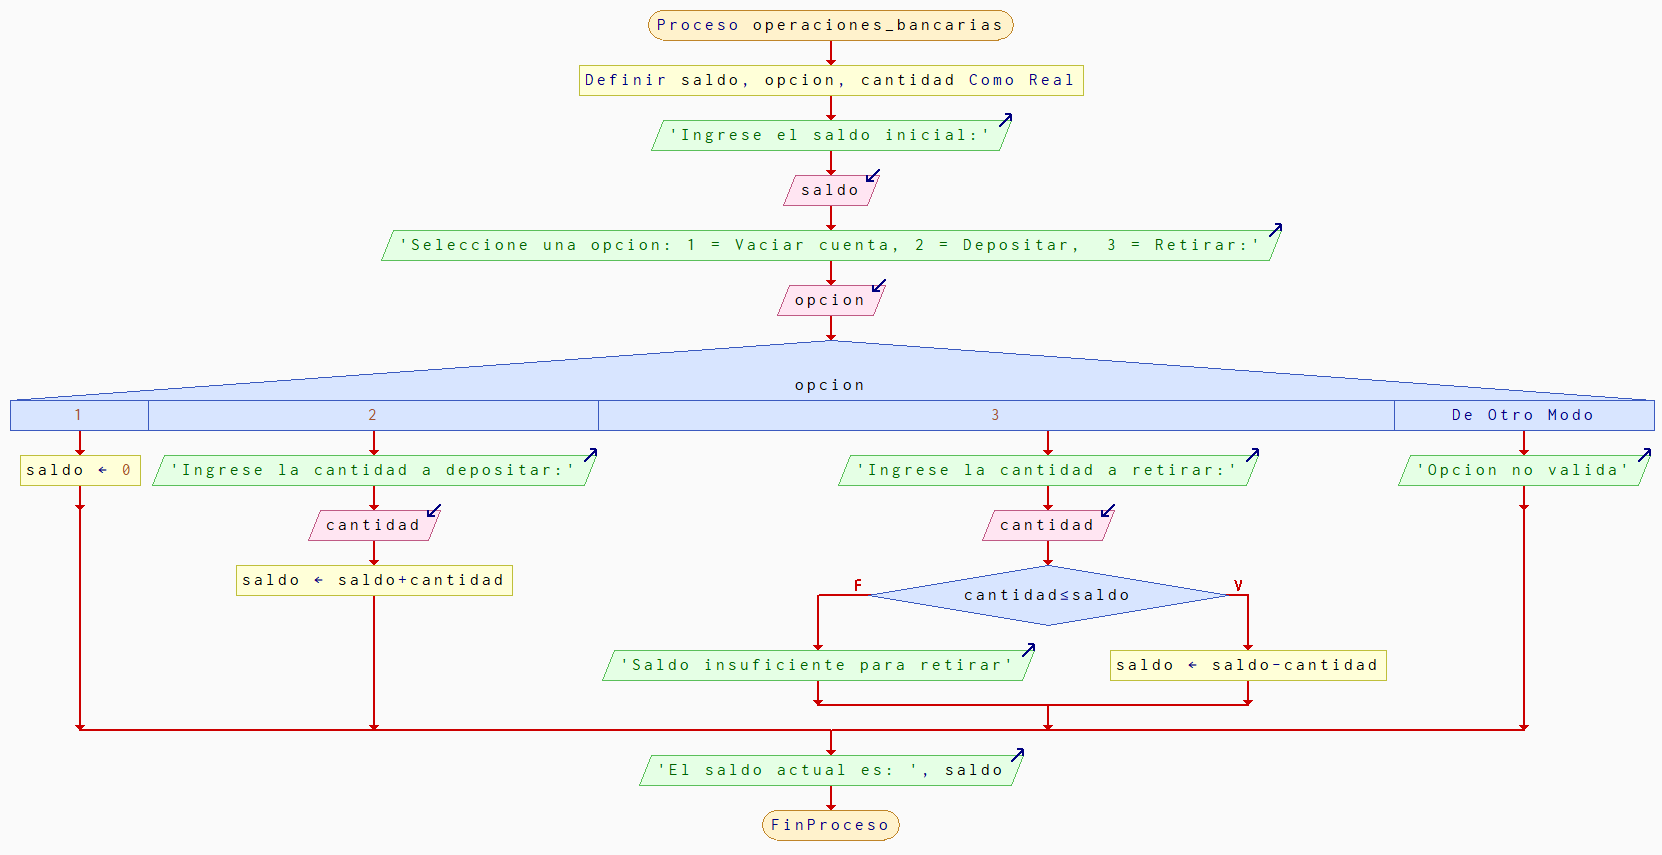 Proceso operaciones_bancarias
Definir saldo, opcion, cantidad Como Real
'Ingrese el saldo inicial:'
saldo
'Seleccione una opcion: 1 = Vaciar cuenta, 2 = Depositar,  3 = Retirar:'
opcion
opcion
1 2 3 De Otro Modo
saldo ← 0 'Ingrese la cantidad a depositar:' 'Ingrese la cantidad a retirar:' 'Opcion no valida'
cantidad cantidad
saldo ← saldo+cantidad
F cantidad≤saldo V
'Saldo insuficiente para retirar' saldo ← saldo-cantidad
'El saldo actual es: ', saldo
FinProceso